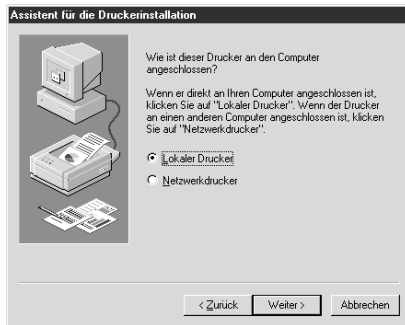 Assistent für die Druckerinstallation
Wie ist dieser Drucker an den Computer
angeschlossen?
Wenn er direkt an Ihren Computer angeschlossen ist,
klicken Sie auf "Lokaler Drucker". Wenn der Drucker
an einen anderen Computer angeschlossen ist, klicken
Sie auf "Netzwerkdrucker".
Lokaler Drucker
Netzwerkdrucker
< Zurück Weiter > Abbrechen